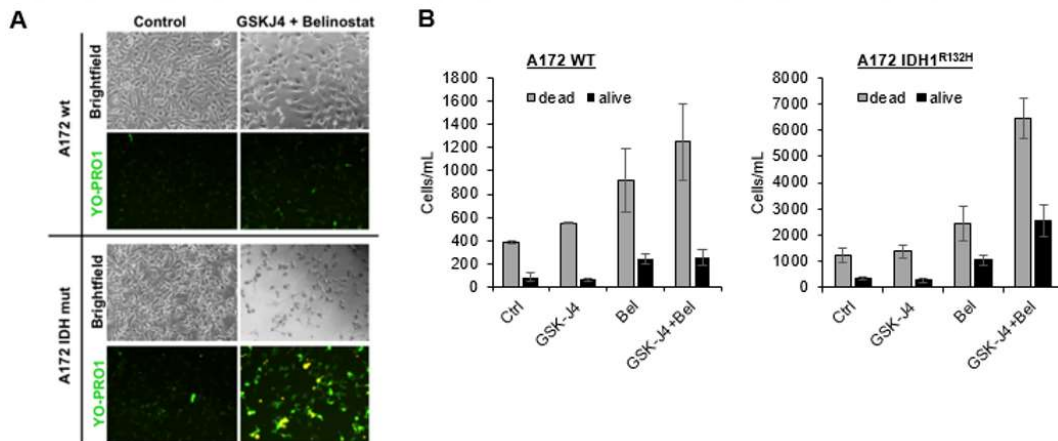 A
Control
GSKJ4 + Belinostat
A172 wt
Brightfield
YO-PRO1
A172 IDH mut
Brightfield
YO-PRO1
B
A172 WT
dead
alive
Cells/mL
1800
1600
1400
1200
1000
800
600
400
200
0
Ctrl
GSK-J4
Bel
GSK-J4+Bel
A172 IDH1R132H
dead
alive
Cells/mL
8000
7000
6000
5000
4000
3000
2000
1000
0
Ctrl
GSK-J4
Bel
GSK-J4+Bel